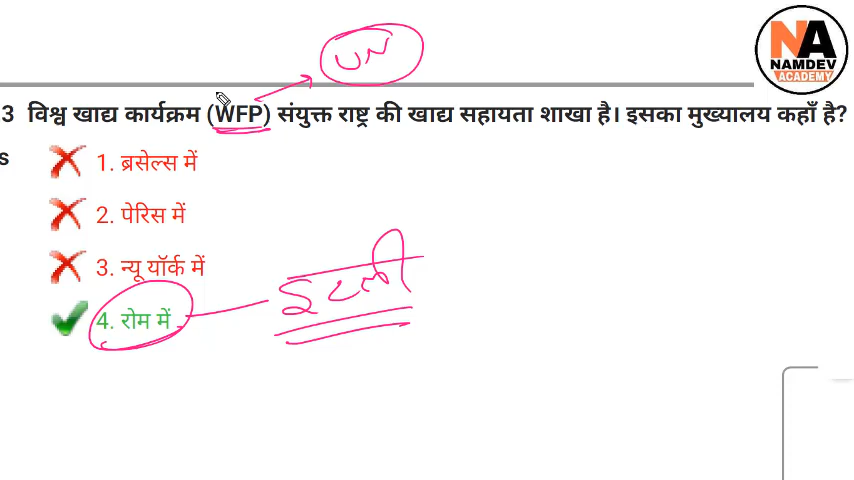 UN
NA
NAMDEV
ACADEMY
3 विश्व खाद्य कार्यक्रम (WFP) संयुक्त राष्ट्र की खाद्य सहायता शाखा है। इसका मुख्यालय कहाँ है?
s
1. ब्रसेल्स में
2. पेरिस में
3. न्यू यॉर्क में
4. रोम में
इटली